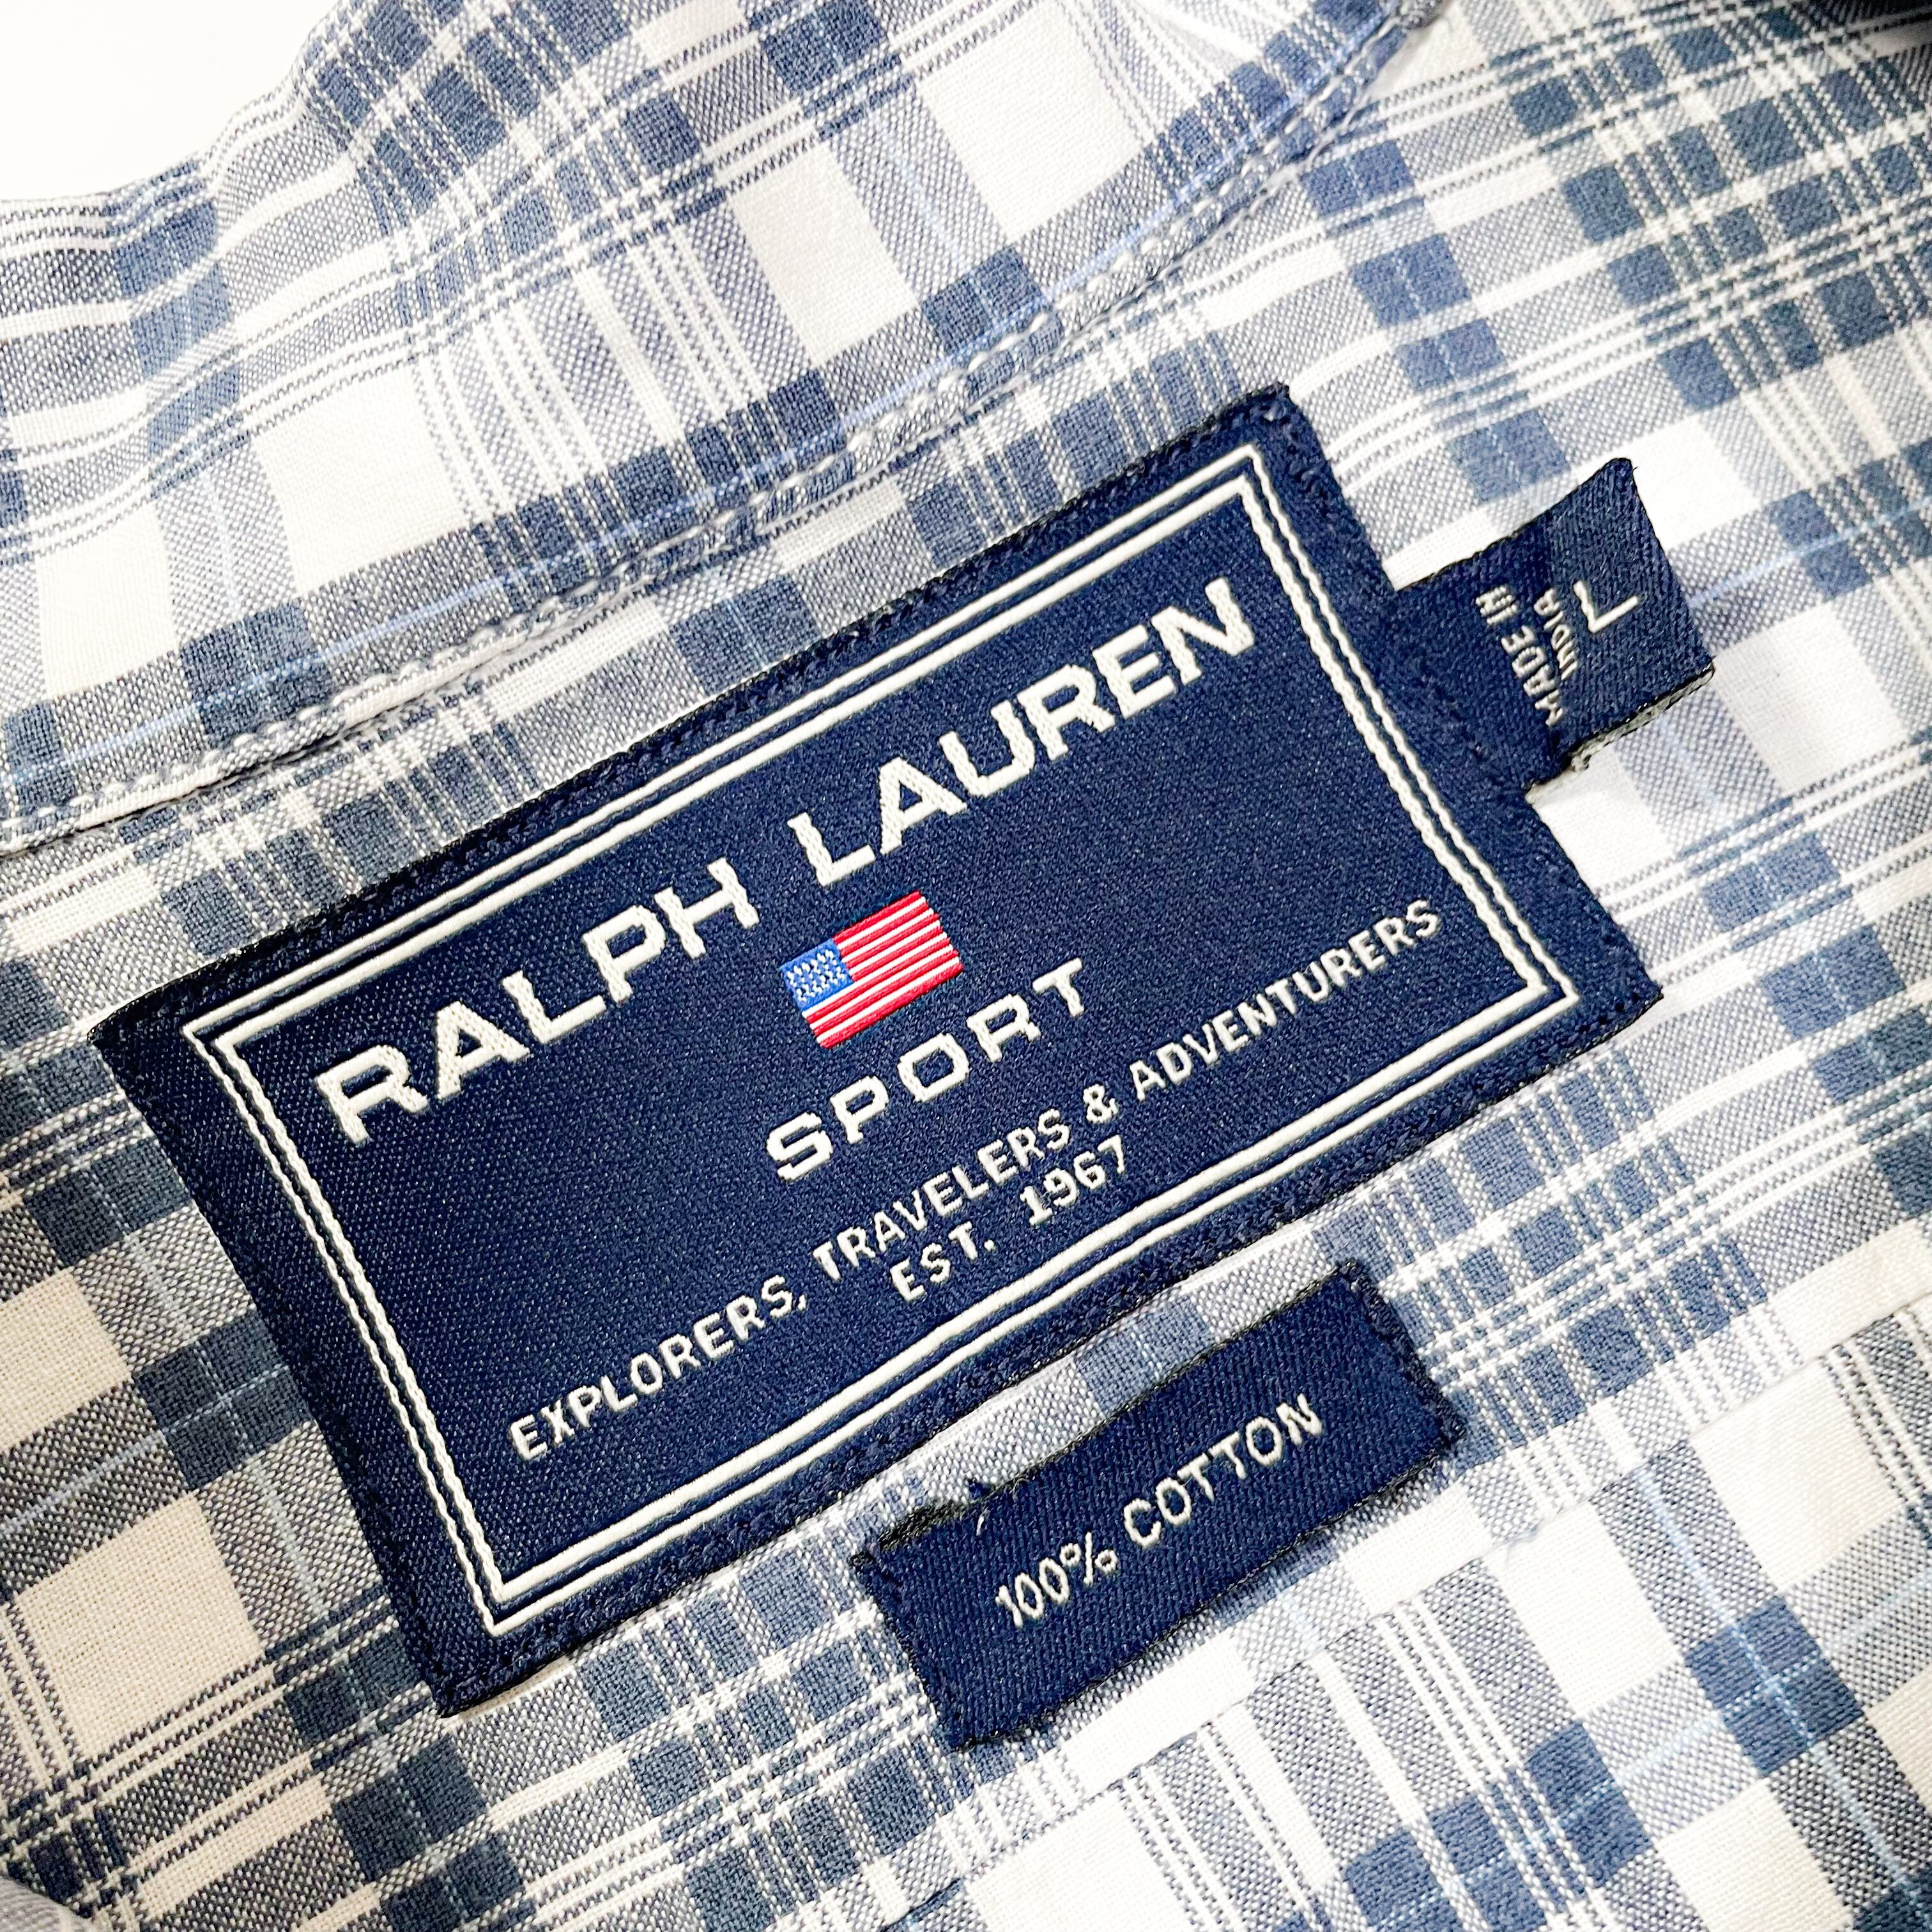 RALPH LAUREN
SPORT
EXPLORERS, TRAVELERS & ADVENTURERS
EST. 1967
L
MADE IN
INDIA
100% COTTON